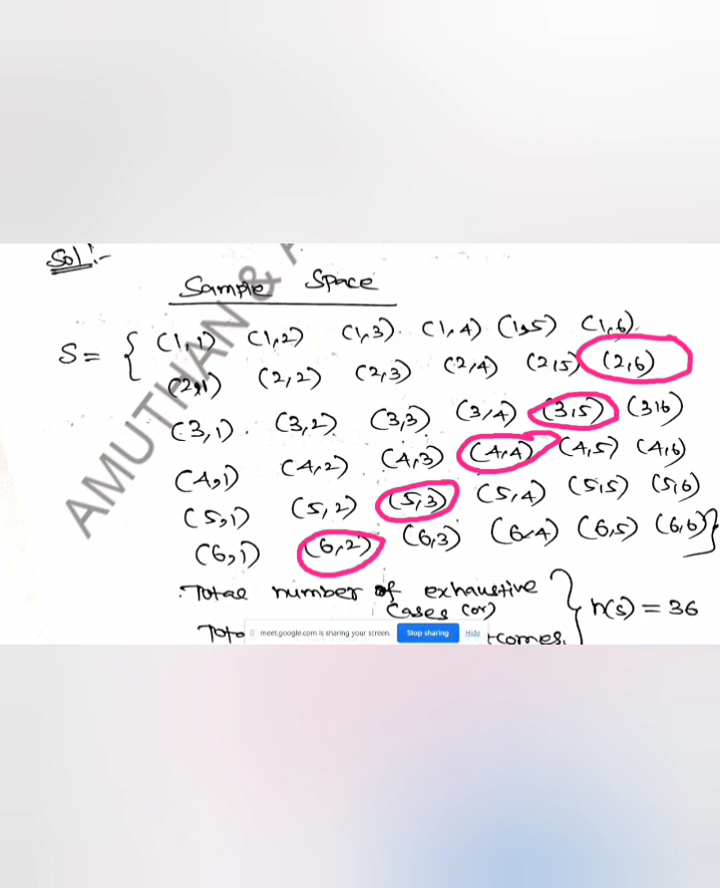 Sol:-
Sample Space
S = { (1,1) (1,2) (1,3). (1,4) (1,5) (1,6).
(2,1) (2,2) (2,3) (2,4) (2,5) (2,6)
(3,1). (3,2) (3,3) (3,4) (3,5) (3,6)
(4,1) (4,2) (4,3) (4,4) (4,5) (4,6)
(5,1) (5,2) (5,3) (5,4) (5,5) (5,6)
(6,1) (6,2) (6,3) (6,4) (6,5) (6,6) }
Total number of exhaustive
cases (or)
} n(s) = 36
meet.google.com is sharing your screen. Stop sharing Hide
AMUTHAN &